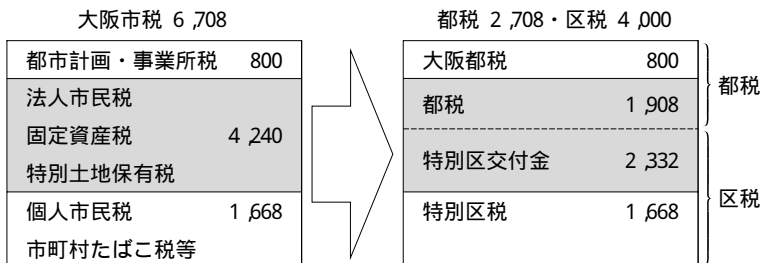 大阪市税 6,708
都市計画・事業所税 800
法人市民税
固定資産税 4,240
特別土地保有税
個人市民税 1,668
市町村たばこ税等
都税 2,708・区税 4,000
大阪都税 800
都税 1,908
特別区交付金 2,332
特別区税 1,668
都税
区税